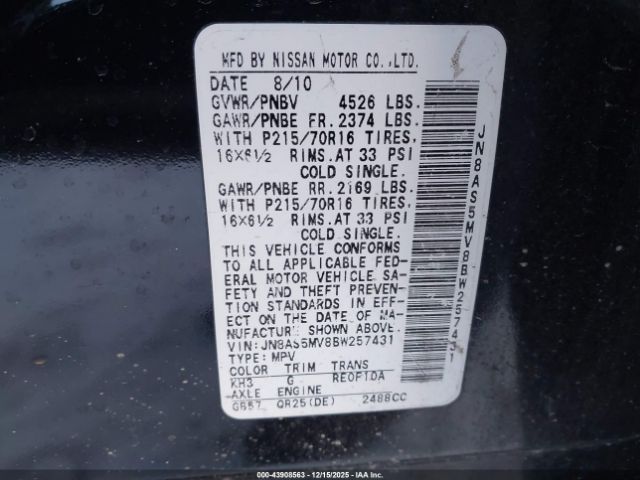 MFD BY NISSAN MOTOR CO.,LTD.
DATE 8/10
GVWR/PNBV 4526 LBS.
GAWR/PNBE FR. 2374 LBS.
WITH P215/70R16 TIRES,
16X6½ RIMS.AT 33 PSI
COLD SINGLE.
GAWR/PNBE RR. 2169 LBS.
WITH P215/70R16 TIRES,
16X6½ RIMS.AT 33 PSI
COLD SINGLE.
THIS VEHICLE CONFORMS
TO ALL APPLICABLE FED-
ERAL MOTOR VEHICLE SA-
FETY AND THEFT PREVEN-
TION STANDARDS IN EFF-
ECT ON THE DATE OF MA-
NUFACTURE SHOWN ABOVE.
VIN:JN8AS5MV8BW257431
TYPE: MPV
COLOR TRIM TRANS
KH3 G RE0F10A
AXLE ENGINE
GB57 QR25(DE) 2488CC
JN8AS5MV8BW257431
000-43908563 - 12/15/2025 - IAAI.COM